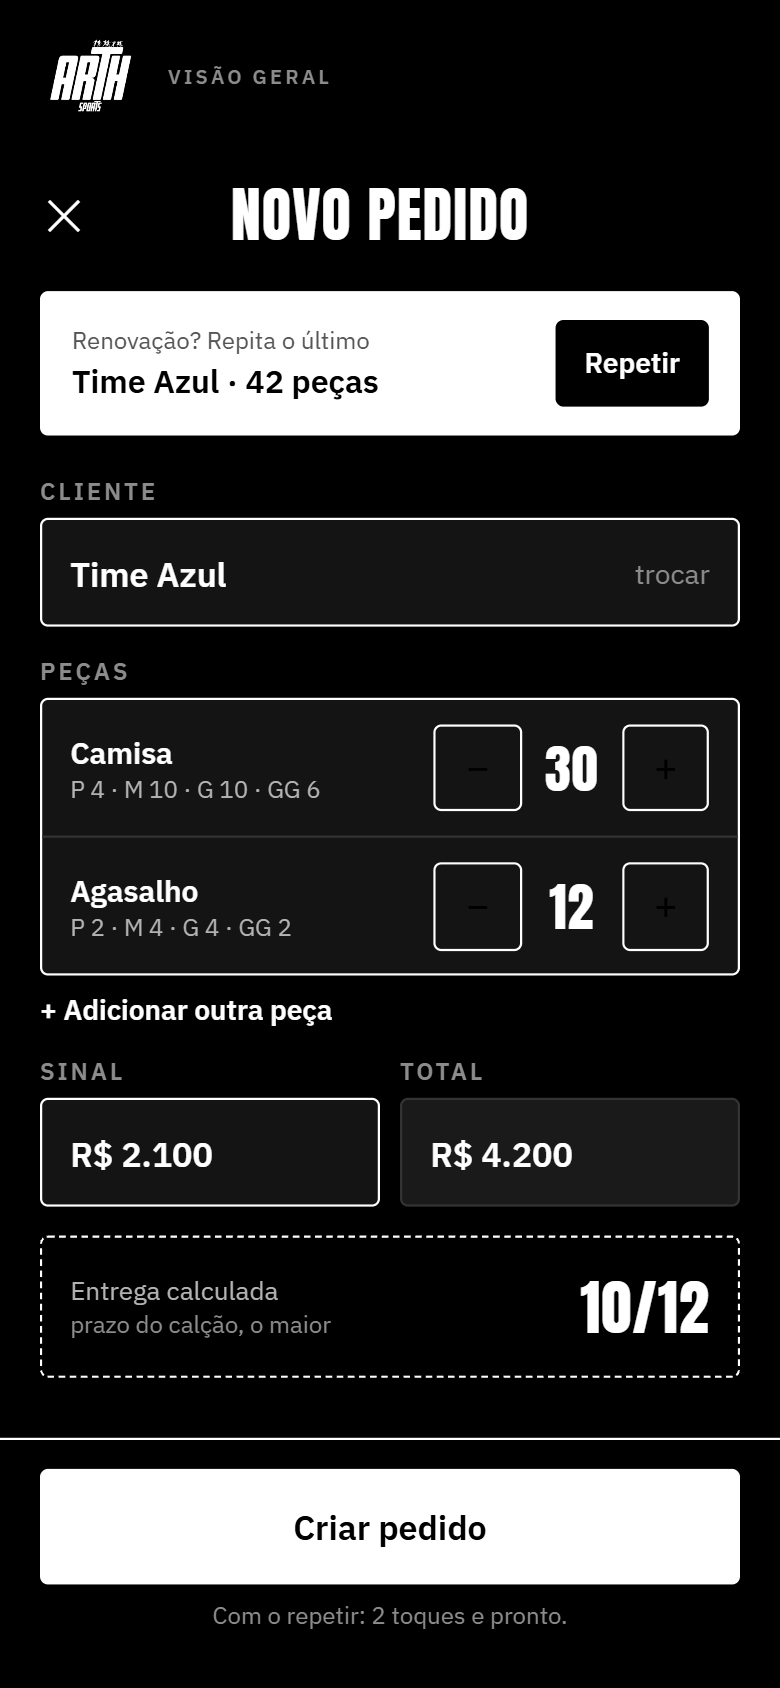 ARTH
SPORTS
VISÃO GERAL
NOVO PEDIDO
Renovação? Repita o último
Time Azul · 42 peças
Repetir
CLIENTE
Time Azul
trocar
PEÇAS
Camisa
P 4 · M 10 · G 10 · GG 6
− 30 +
Agasalho
P 2 · M 4 · G 4 · GG 2
− 12 +
+ Adicionar outra peça
SINAL
TOTAL
R$ 2.100
R$ 4.200
Entrega calculada
prazo do calção, o maior
10/12
Criar pedido
Com o repetir: 2 toques e pronto.